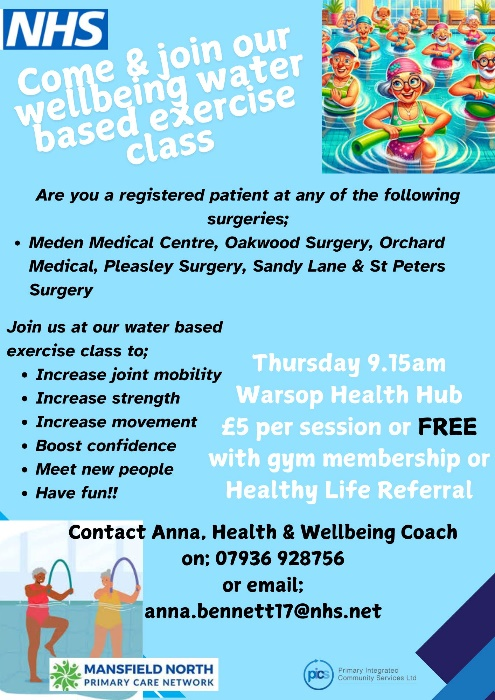 NHS
Come & join our
wellbeing water
based exercise
class
Are you a registered patient at any of the following
surgeries;
• Meden Medical Centre, Oakwood Surgery, Orchard
Medical, Pleasley Surgery, Sandy Lane & St Peters
Surgery
Join us at our water based
exercise class to;
• Increase joint mobility
• Increase strength
• Increase movement
• Boost confidence
• Meet new people
• Have fun!!
Thursday 9.15am
Warsop Health Hub
£5 per session or FREE
with gym membership or
Healthy Life Referral
Contact Anna, Health & Wellbeing Coach
on; 07936 928756
or email;
anna.bennett17@nhs.net
MANSFIELD NORTH
PRIMARY CARE NETWORK
pics
Primary Integrated
Community Services Ltd